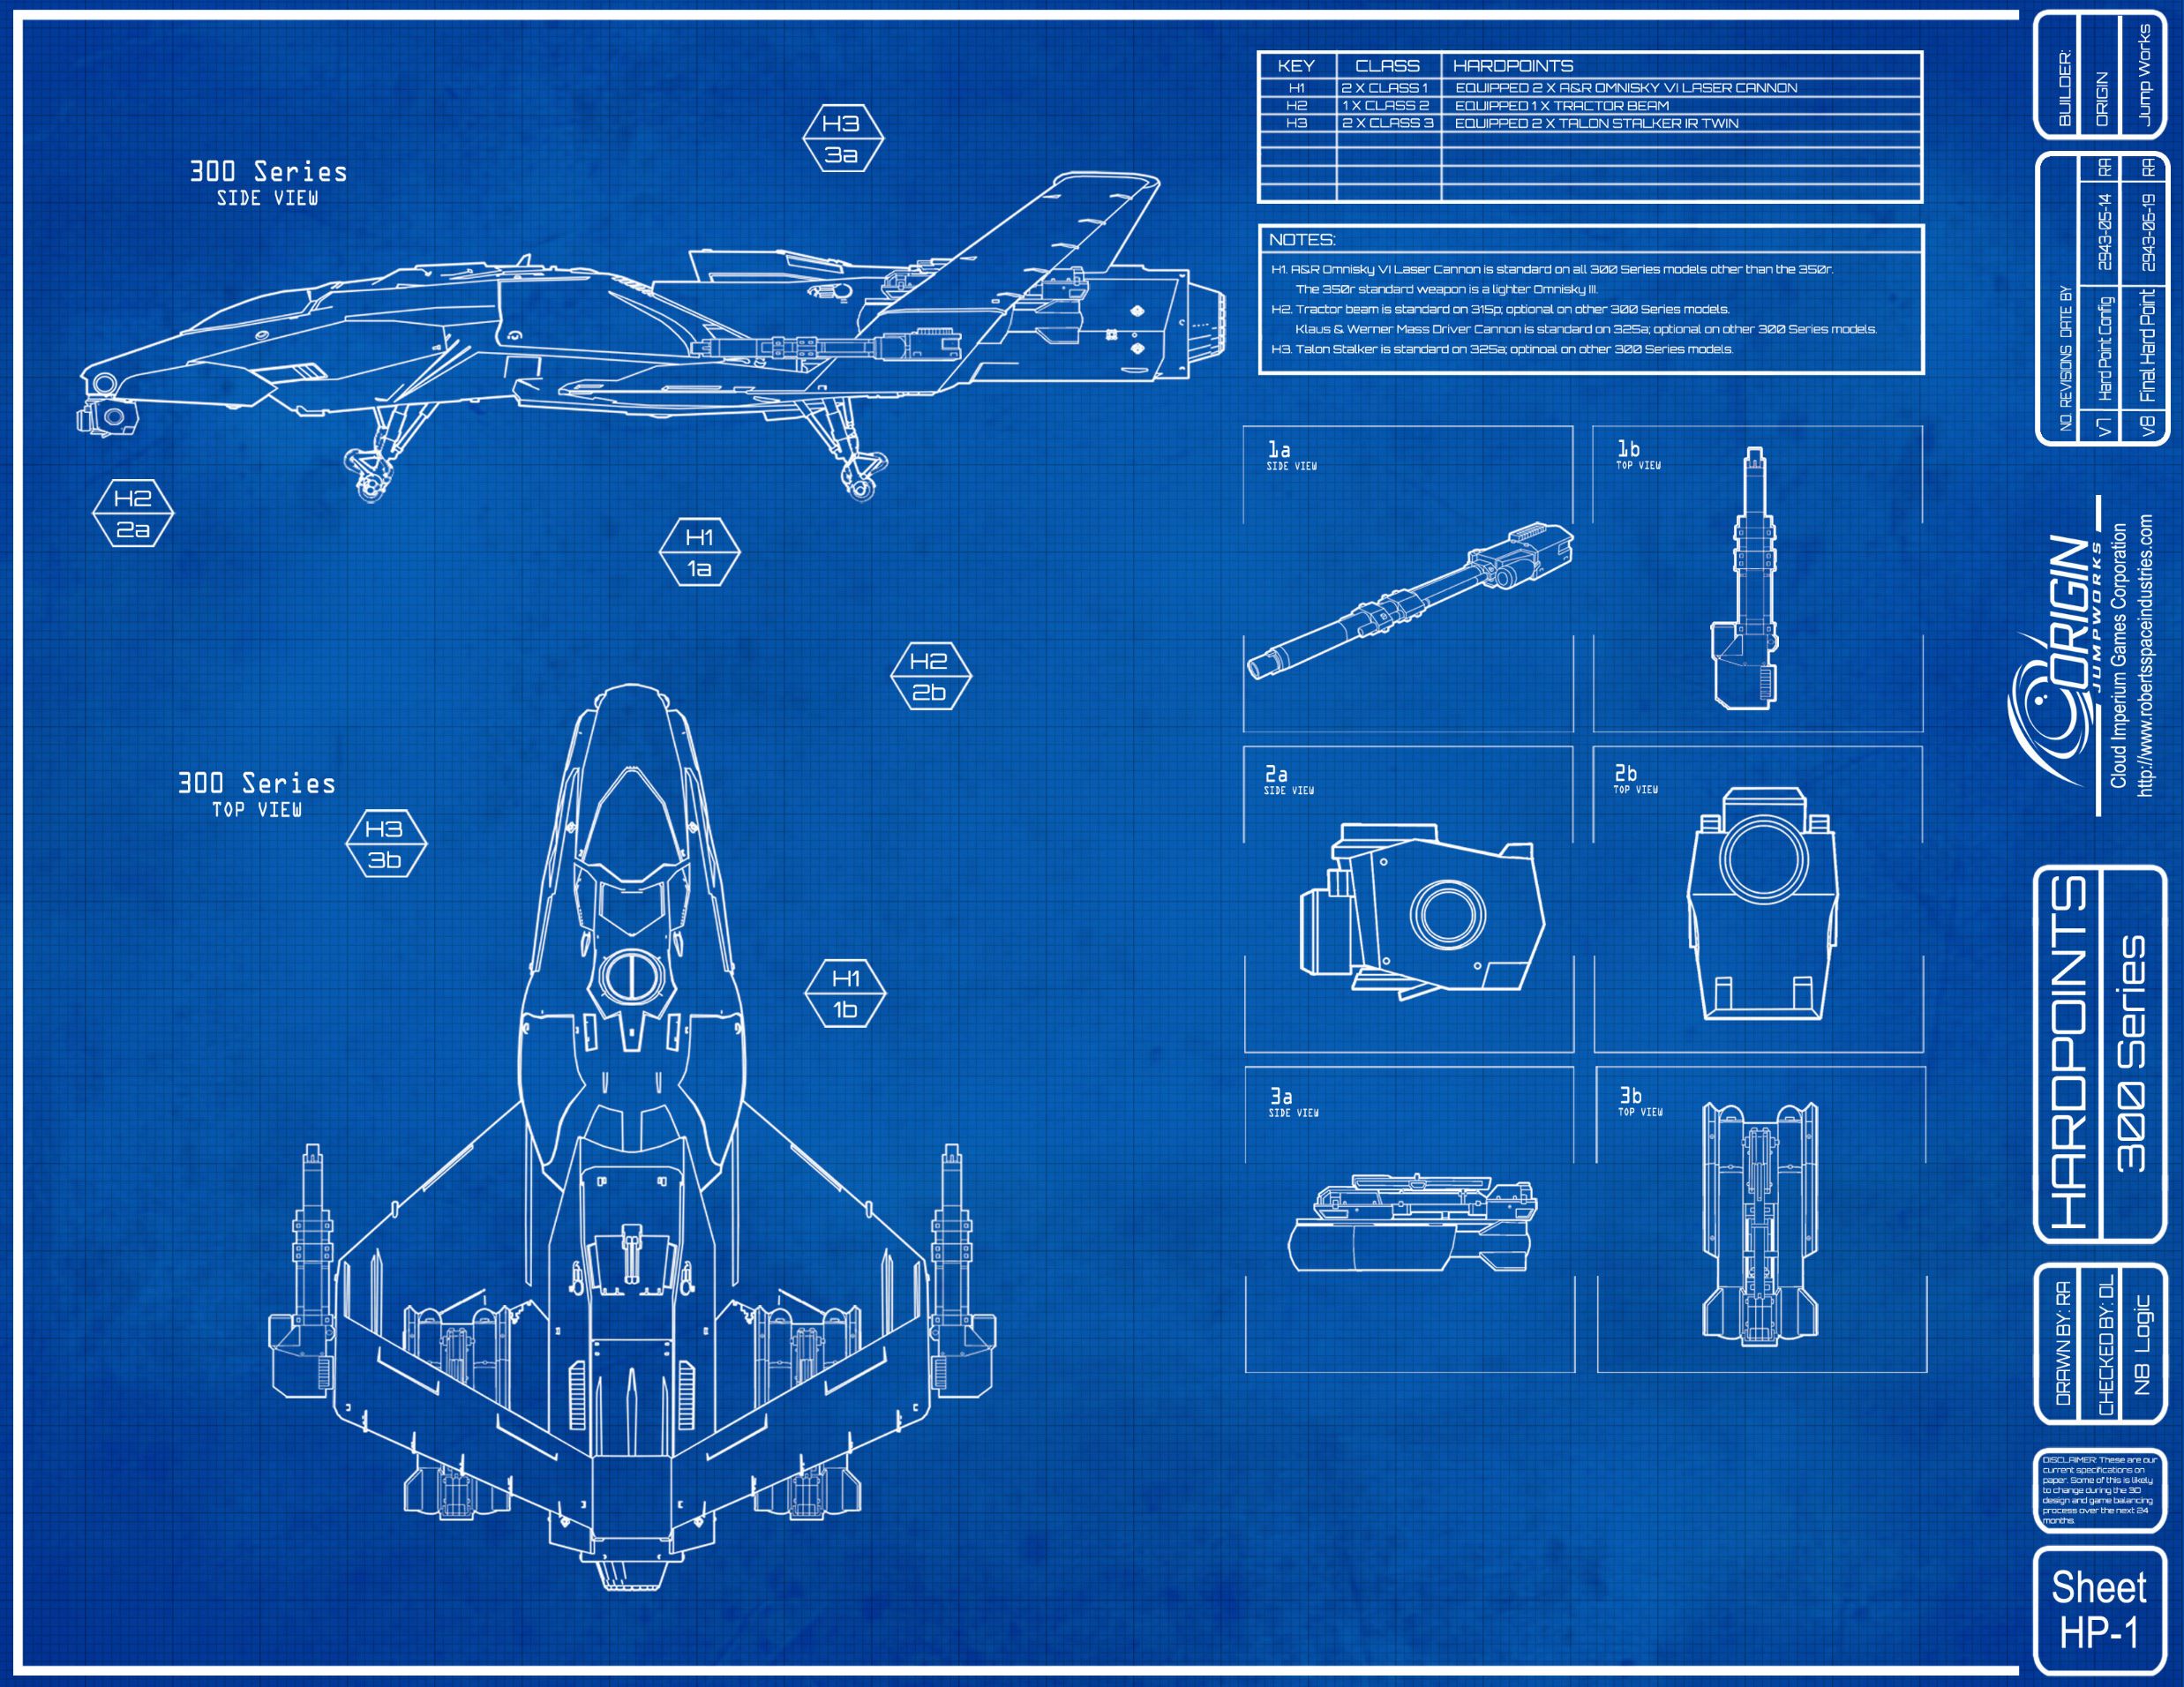 300 Series
SIDE VIEW
H3
3a
H2
2a
H1
1a
H2
2b
300 Series
TOP VIEW
H3
3b
H1
1b
KEY CLASS HARDPOINTS
H1 2 X CLASS 1 EQUIPPED 2 X A&R OMNISKY VI LASER CANNON
H2 1 X CLASS 2 EQUIPPED 1 X TRACTOR BEAM
H3 2 X CLASS 3 EQUIPPED 2 X TALON STALKER IR TWIN
NOTES:
H1. A&R Omnisky VI Laser Cannon is standard on all 300 Series models other than the 350r.
The 350r standard weapon is a lighter Omnisky III.
H2. Tractor beam is standard on 315p; optional on other 300 Series models.
Klaus & Werner Mass Driver Cannon is standard on 325a; optional on other 300 Series models.
H3. Talon Stalker is standard on 325a; optinoal on other 300 Series models.
1a
SIDE VIEW
1b
TOP VIEW
2a
SIDE VIEW
2b
TOP VIEW
3a
SIDE VIEW
3b
TOP VIEW
BUILDER:
ORIGIN
Jump Works
NO. REVISIONS DATE BY
V7 Hard Point Config 2943-05-14 RA
V8 Final Hard Point 2943-06-19 RA
ORIGIN
JUMPWORKS
Cloud Imperium Games Corporation
http://www.robertsspaceindustries.com
HARDPOINTS
300 Series
DRAWN BY: RA
CHECKED BY: DL
N8 Logic
DISCLAIMER: These are our
current specifications on
paper. Some of this is likely
to change during the 3D
design and game balancing
process over the next 24
months.
Sheet
HP-1